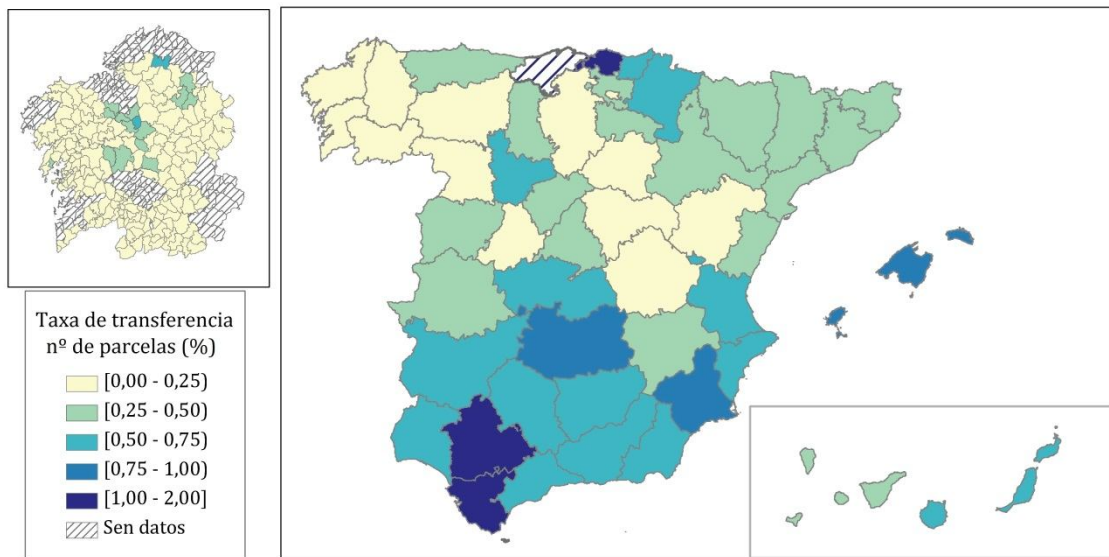 Taxa de transferencia
nº de parcelas (%)
[0,00 - 0,25)
[0,25 - 0,50)
[0,50 - 0,75)
[0,75 - 1,00)
[1,00 - 2,00]
Sen datos